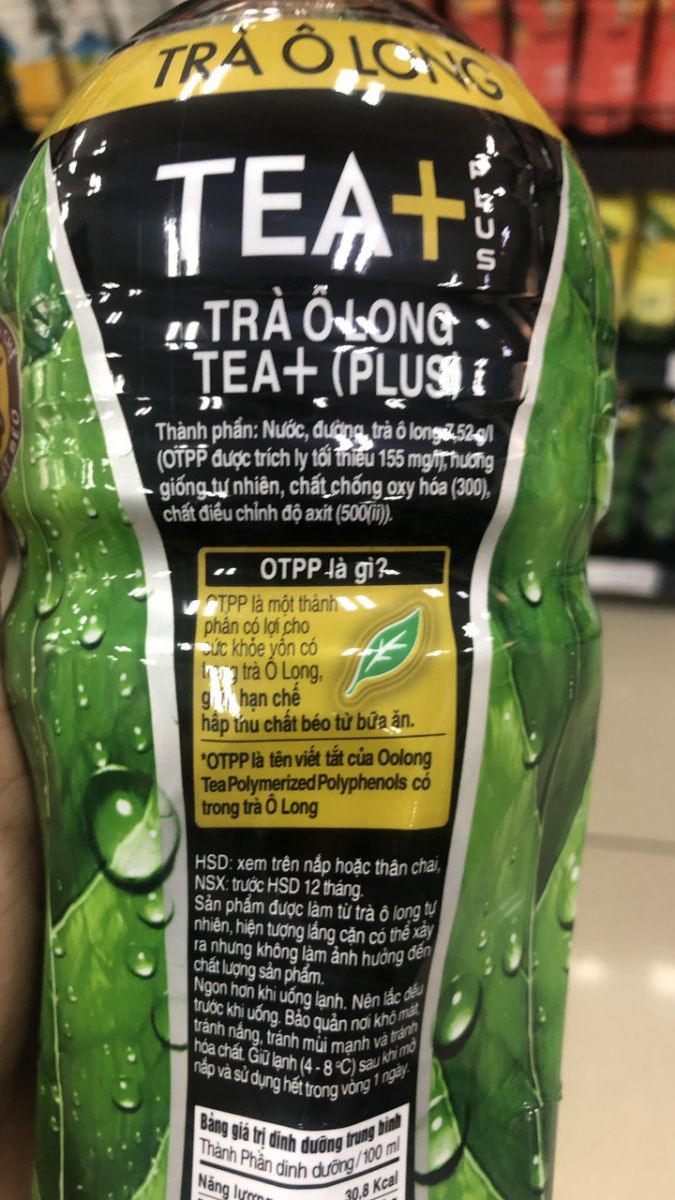 TRÀ Ô LONG
TEA+
PLUS
TRÀ Ô LONG
TEA+ (PLUS)
Thành phần: Nước, đường, trà ô long 7,52 g/l
(OTPP được trích ly tối thiểu 155 mg/l), hương
giống tự nhiên, chất chống oxy hóa (300),
chất điều chỉnh độ axit (500(ii)).
OTPP là gì?
OTPP là một thành
phần có lợi cho
sức khỏe vốn có
trong trà Ô Long,
hạn chế
hấp thu chất béo từ bữa ăn.
*OTPP là tên viết tắt của Oolong
Tea Polymerized Polyphenols có
trong trà Ô Long
HSD: xem trên nắp hoặc thân chai,
NSX: trước HSD 12 tháng.
Sản phẩm được làm từ trà ô long tự
nhiên, hiện tượng lắng cặn có thể xảy
ra nhưng không làm ảnh hưởng đến
chất lượng sản phẩm.
Ngon hơn khi uống lạnh. Nên lắc đều
trước khi uống. Bảo quản nơi khô mát,
tránh nắng, tránh mùi mạnh và tránh
hóa chất. Giữ lạnh (4 - 8 °C) sau khi mở
nắp và sử dụng hết trong vòng 1 ngày.
Bảng giá trị dinh dưỡng trung bình
Thành Phần dinh dưỡng / 100 ml
Năng lượng 30,8 Kcal